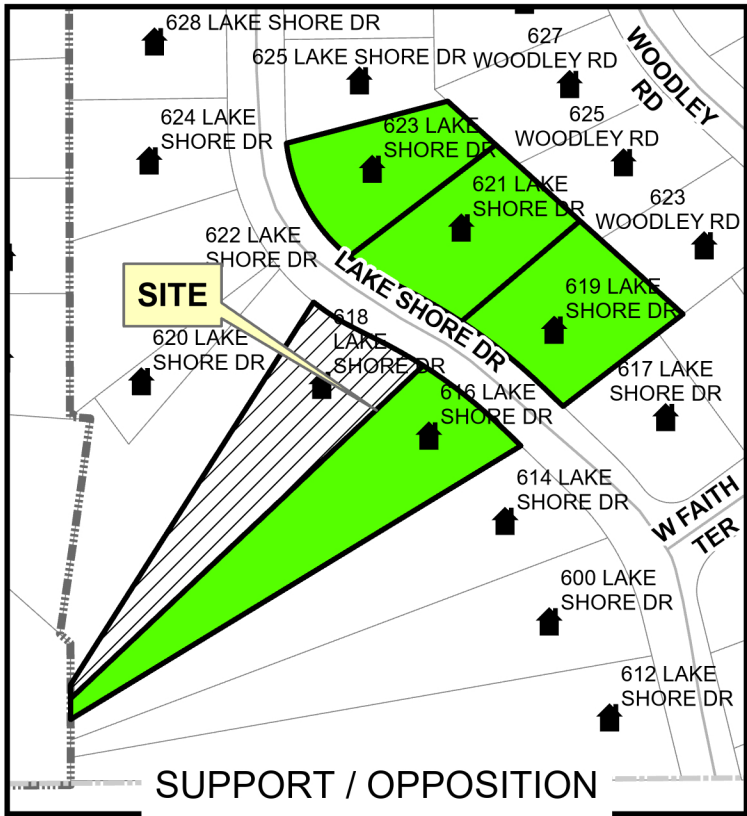 628 LAKE SHORE DR
625 LAKE SHORE DR
627
WOODLEY RD
WOODLEY
RD
624 LAKE
SHORE DR
623 LAKE
SHORE DR
625
WOODLEY RD
621 LAKE
SHORE DR
623
WOODLEY RD
622 LAKE
SHORE DR
LAKE SHORE DR
SITE
619 LAKE
SHORE DR
618
LAKE
SHORE DR
620 LAKE
SHORE DR
617 LAKE
SHORE DR
616 LAKE
SHORE DR
614 LAKE
SHORE DR
W FAITH
TER
600 LAKE
SHORE DR
612 LAKE
SHORE DR
SUPPORT / OPPOSITION